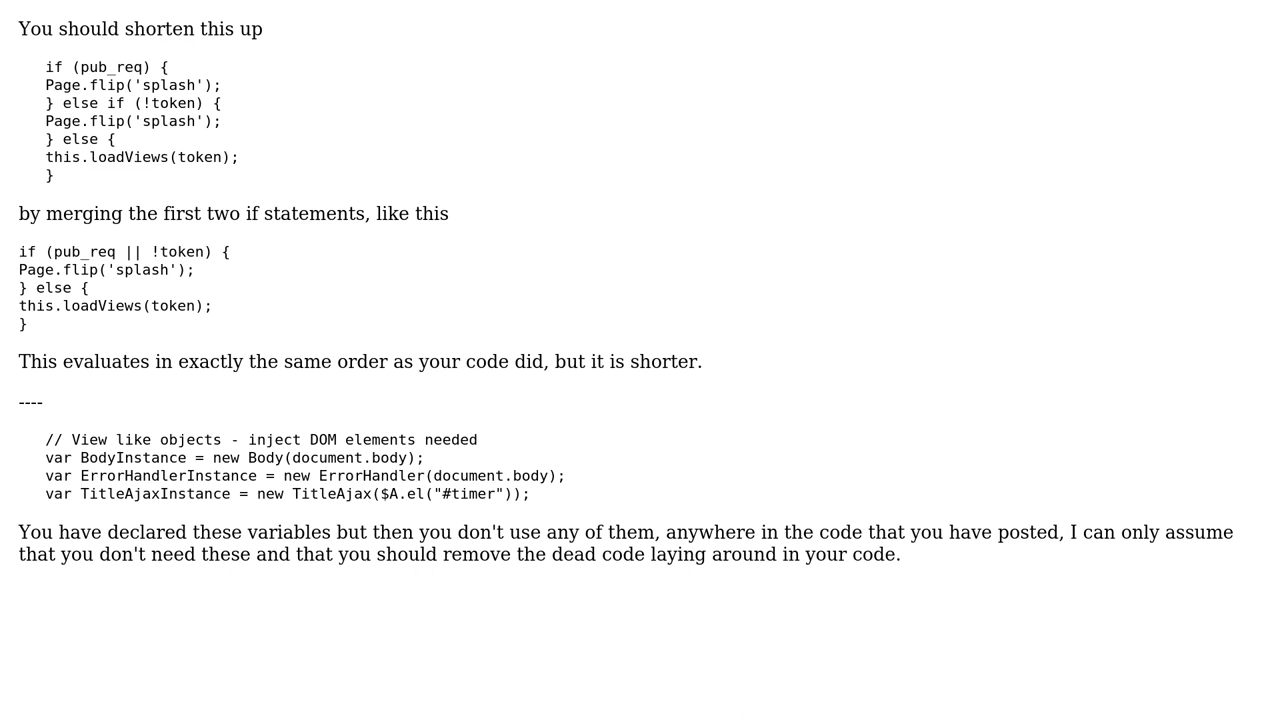 You should shorten this up
if (pub_req) {
Page.flip('splash');
} else if (!token) {
Page.flip('splash');
} else {
this.loadViews(token);
}
by merging the first two if statements, like this
if (pub_req || !token) {
Page.flip('splash');
} else {
this.loadViews(token);
}
This evaluates in exactly the same order as your code did, but it is shorter.
----
// View like objects - inject DOM elements needed
var BodyInstance = new Body(document.body);
var ErrorHandlerInstance = new ErrorHandler(document.body);
var TitleAjaxInstance = new TitleAjax($A.el("#timer"));
You have declared these variables but then you don't use any of them, anywhere in the code that you have posted, I can only assume
that you don't need these and that you should remove the dead code laying around in your code.